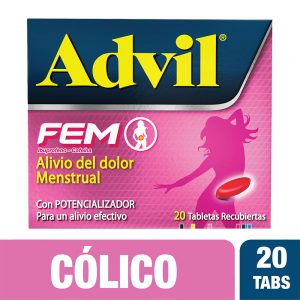 Advil®
FEM
Ibuprofeno - Cafeína
Alivio del dolor
Menstrual
Con POTENCIALIZADOR
Para un alivio efectivo
20 Tabletas Recubiertas
CÓLICO
20
TABS